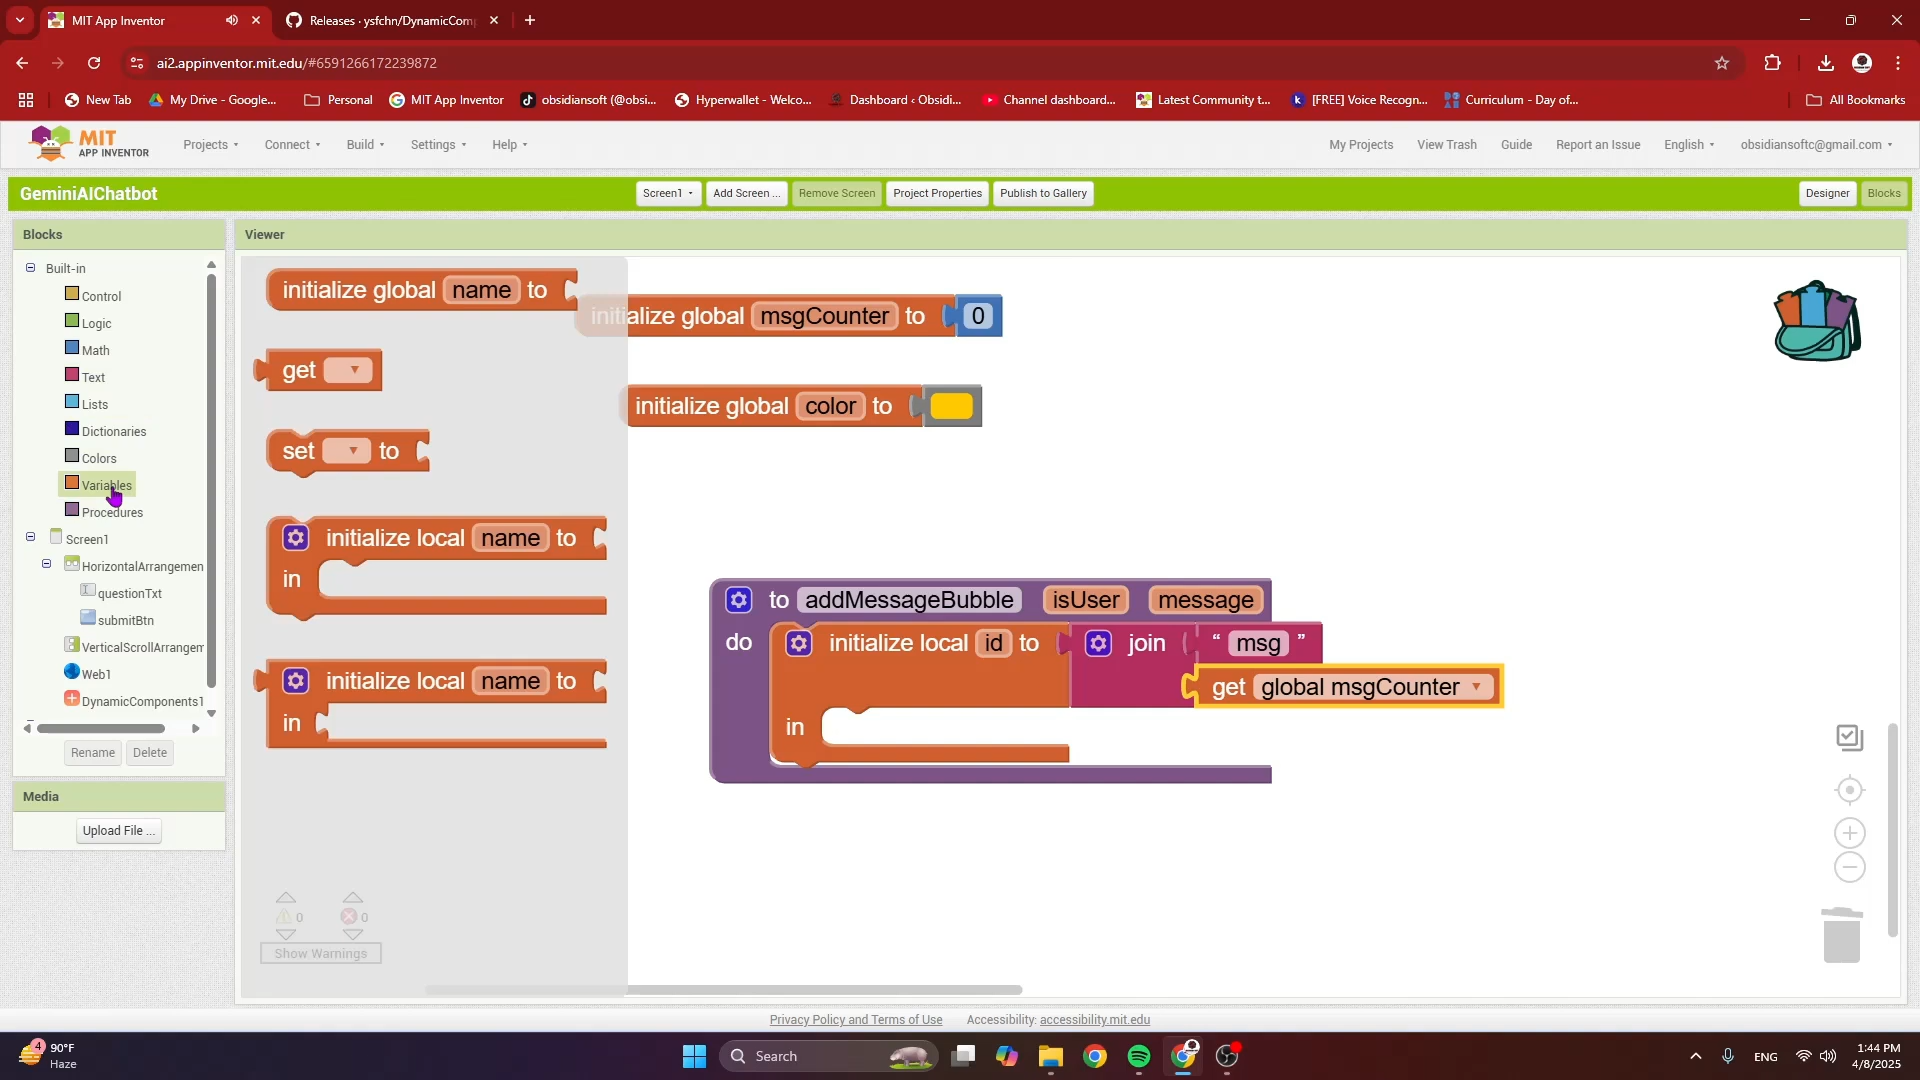 MIT App Inventor
Releases · ysfchn/DynamicComp
ai2.appinventor.mit.edu/#6591266172239872
New Tab
My Drive - Google...
Personal
MIT App Inventor
obsidiansoft (@obsi...
Hyperwallet - Welco...
Dashboard ‹ Obsidi...
Channel dashboard...
Latest Community t...
[FREE] Voice Recogn...
Curriculum - Day of...
All Bookmarks
MIT
APP INVENTOR
Projects
Connect
Build
Settings
Help
My Projects
View Trash
Guide
Report an Issue
English
obsidiansoftc@gmail.com
GeminiAIChatbot
Screen1
Add Screen ...
Remove Screen
Project Properties
Publish to Gallery
Designer
Blocks
Blocks
Viewer
Built-in
Control
Logic
Math
Text
Lists
Dictionaries
Colors
Variables
Procedures
Screen1
HorizontalArrangemen
questionTxt
submitBtn
VerticalScrollArrangem
Web1
DynamicComponents1
Rename
Delete
Media
Upload File ...
initialize global name to
get
set to
initialize local name to
in
initialize local name to
in
0
0
Show Warnings
initialize global msgCounter to 0
initialize global color to
to addMessageBubble isUser message
do initialize local id to join “ msg ”
get global msgCounter
in
Privacy Policy and Terms of Use
Accessibility: accessibility.mit.edu
4
90°F
Haze
Search
ENG
1:44 PM
4/8/2025